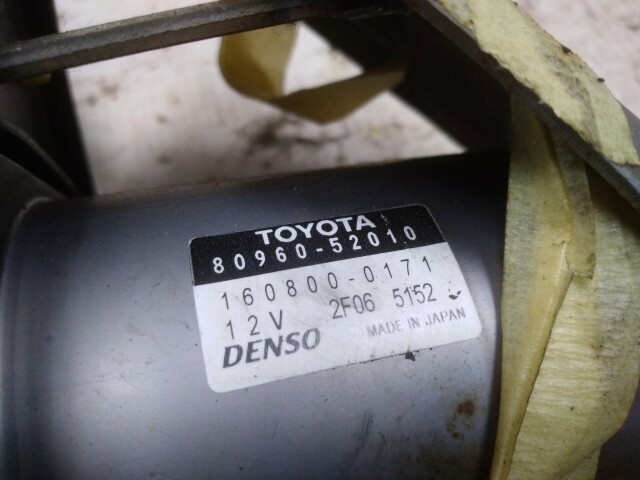 TOYOTA
80960-52010
160800-0171
12V 2F06 5152
DENSO MADE IN JAPAN